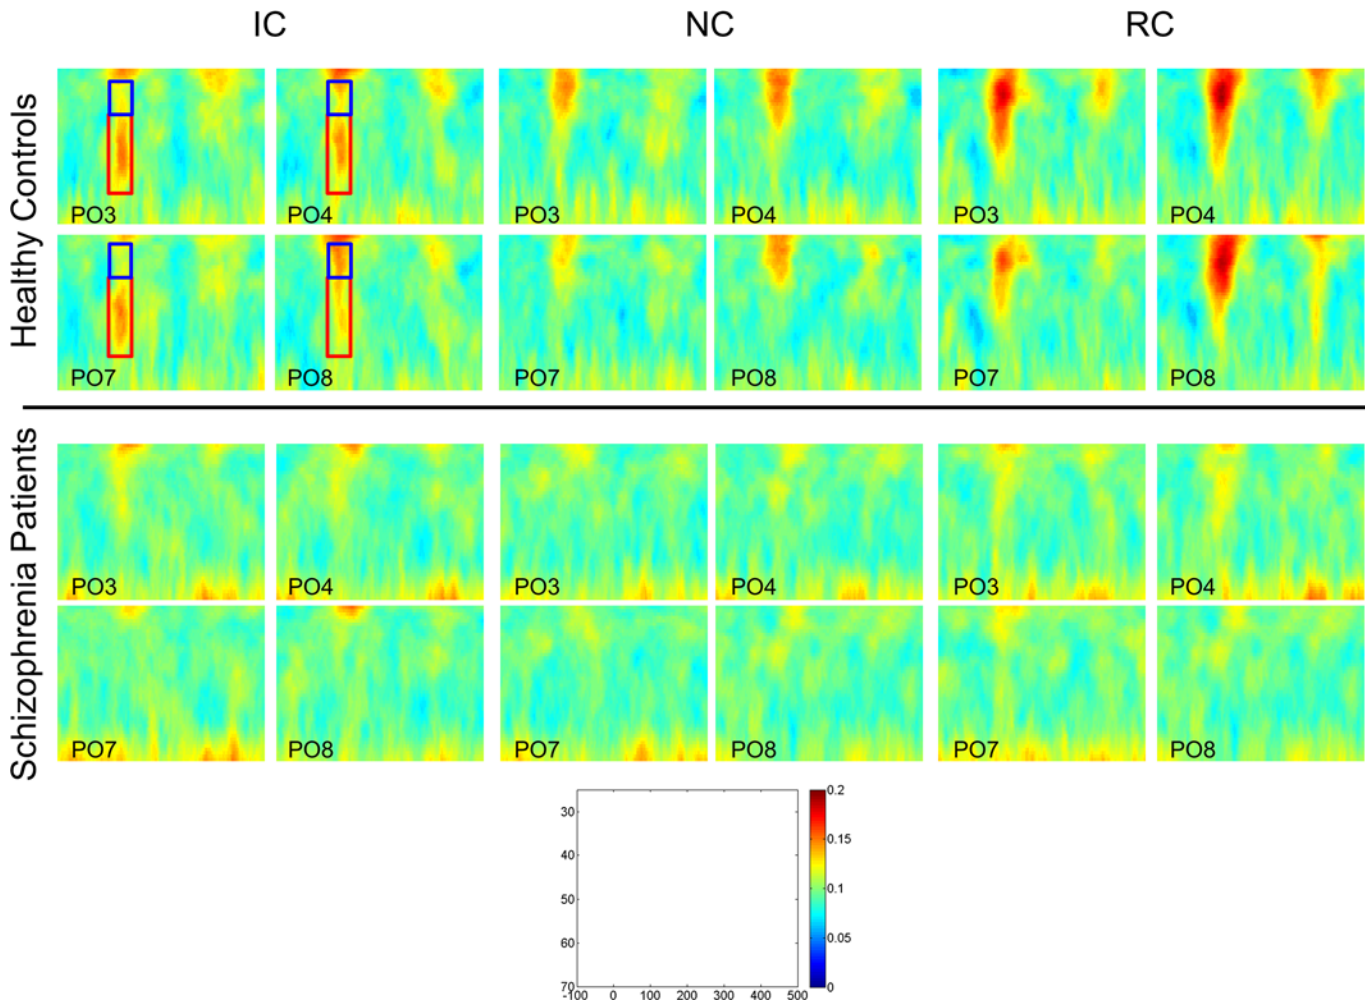 IC NC RC
Healthy Controls
PO3 PO4 PO3 PO4 PO3 PO4
PO7 PO8 PO7 PO8 PO7 PO8
Schizophrenia Patients
PO3 PO4 PO3 PO4 PO3 PO4
PO7 PO8 PO7 PO8 PO7 PO8
30
40
50
60
70
-100 0 100 200 300 400 500
0.2
0.15
0.1
0.05
0